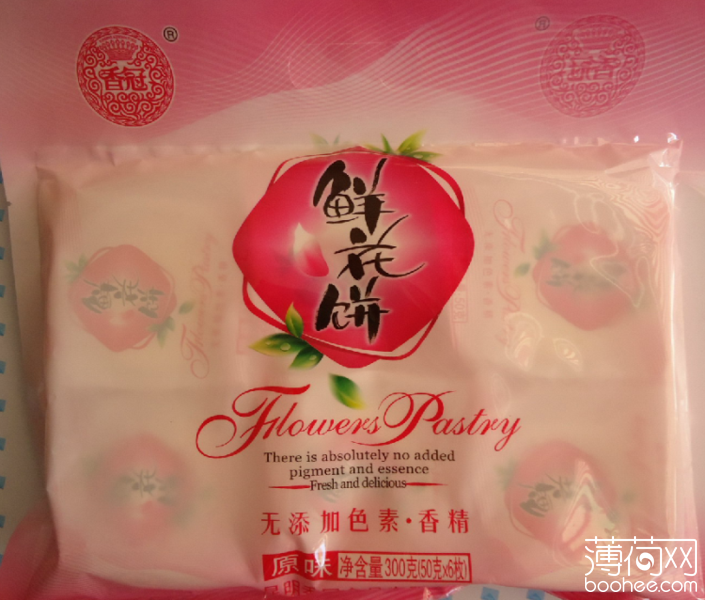 香冠
®
鲜花饼
Flowers Pastry
There is absolutely no added
pigment and essence
Fresh and delicious
无添加色素·香精
原味 净含量300克(50克x6枚)
薄荷网
boohee.com